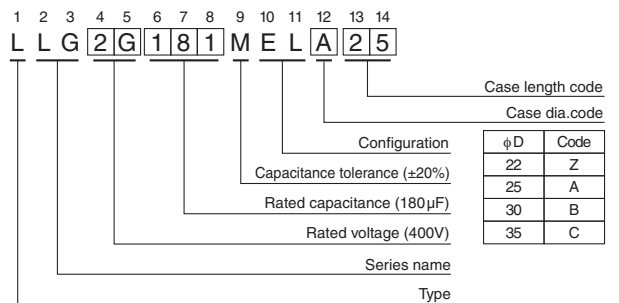 1 2 3 4 5 6 7 8 9 10 11 12 13 14
L L G 2 G 1 8 1 M E L A 2 5
Case length code
Case dia.code
Configuration
Capacitance tolerance (±20%)
Rated capacitance (180µF)
Rated voltage (400V)
Series name
Type
φD Code
22 Z
25 A
30 B
35 C